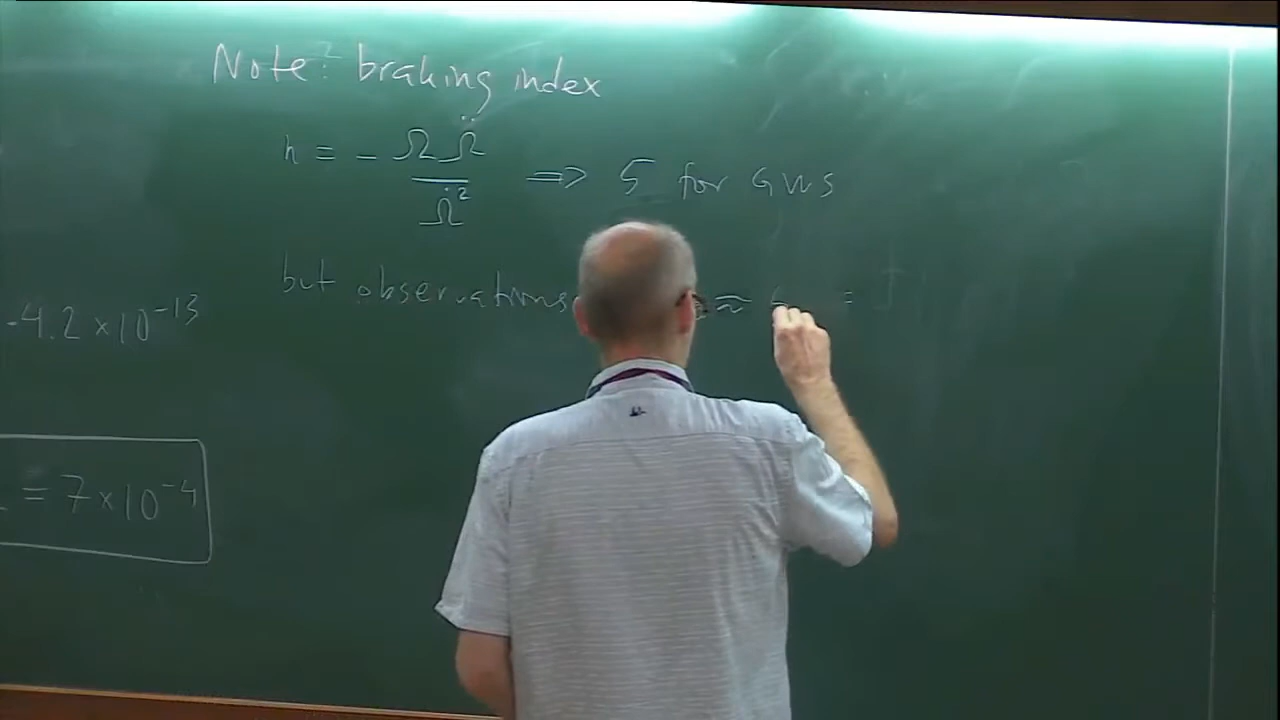 Note: braking index
n = - Ω Ω̈ / Ω̇² ⇒ 5 for GWs
but observations ≈
-4.2 × 10⁻¹³
= 7 × 10⁻⁴